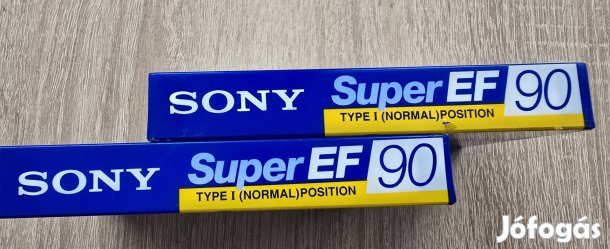 SONY Super EF 90
TYPE I (NORMAL) POSITION
SONY Super EF 90
TYPE I (NORMAL) POSITION
Jófogás